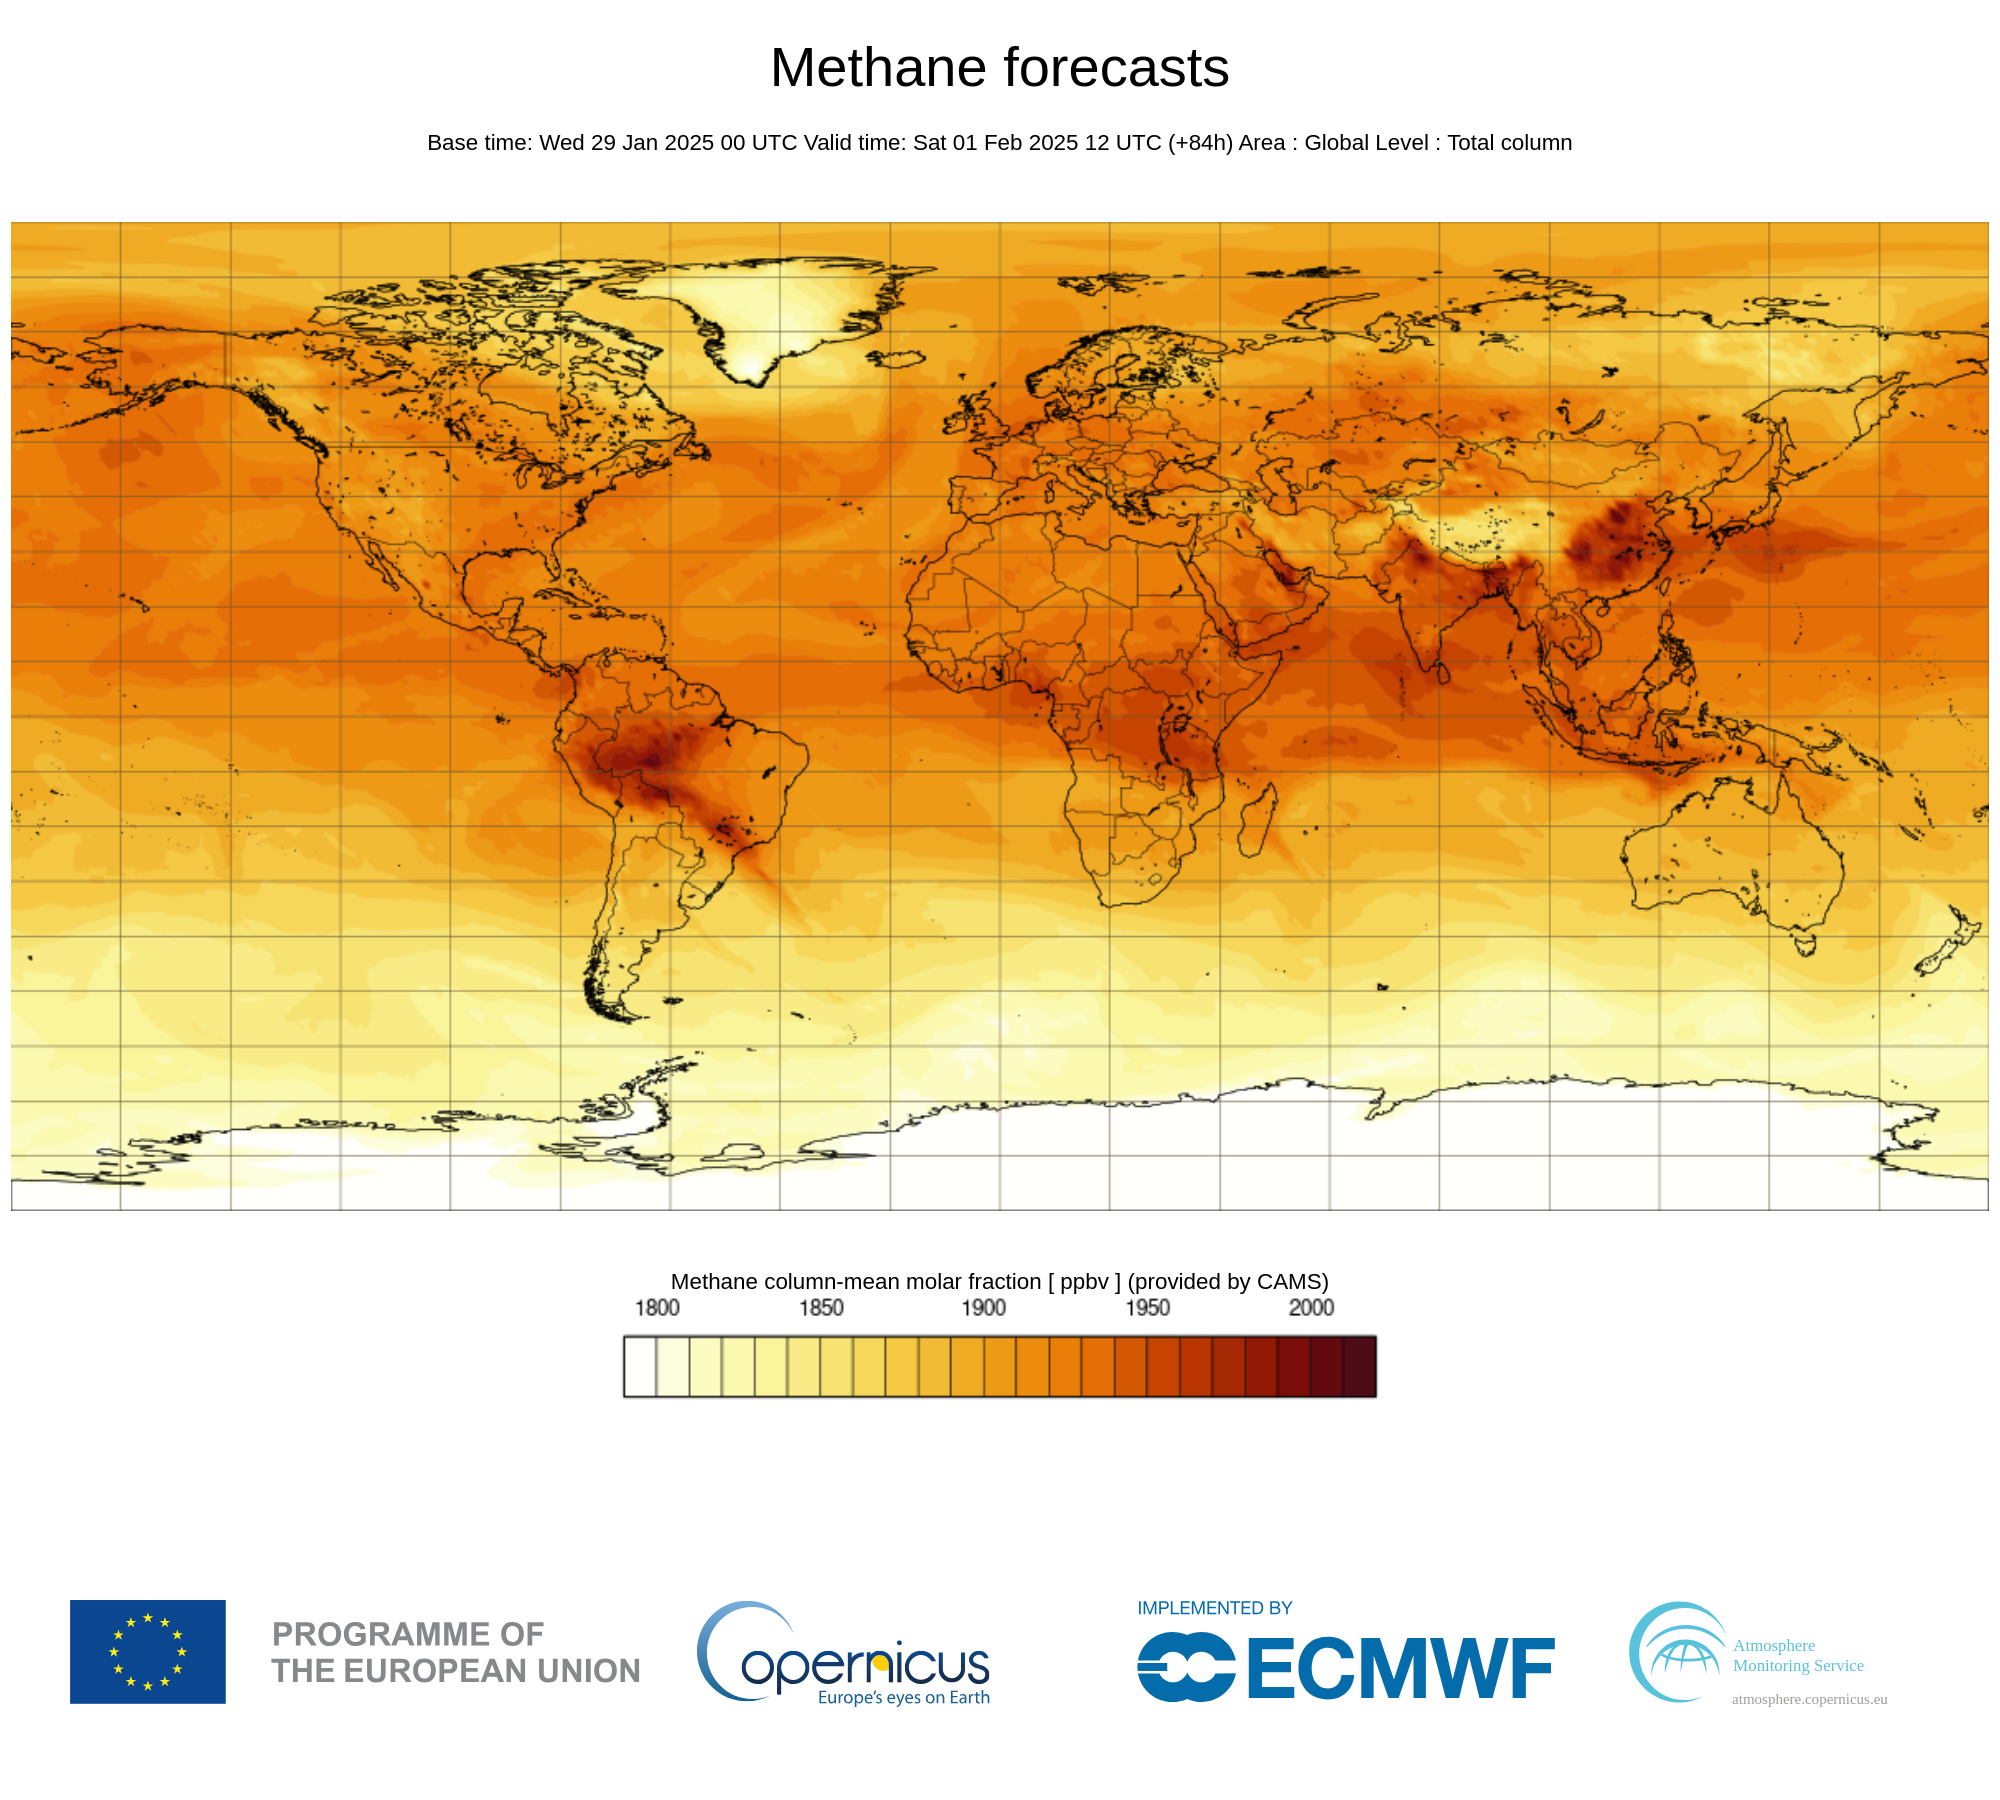 Methane forecasts
Base time: Wed 29 Jan 2025 00 UTC Valid time: Sat 01 Feb 2025 12 UTC (+84h) Area : Global Level : Total column
Methane column-mean molar fraction [ ppbv ] (provided by CAMS)
1800 1850 1900 1950 2000
PROGRAMME OF
THE EUROPEAN UNION
opernicus
Europe's eyes on Earth
IMPLEMENTED BY
ECMWF
Atmosphere
Monitoring Service
atmosphere.copernicus.eu